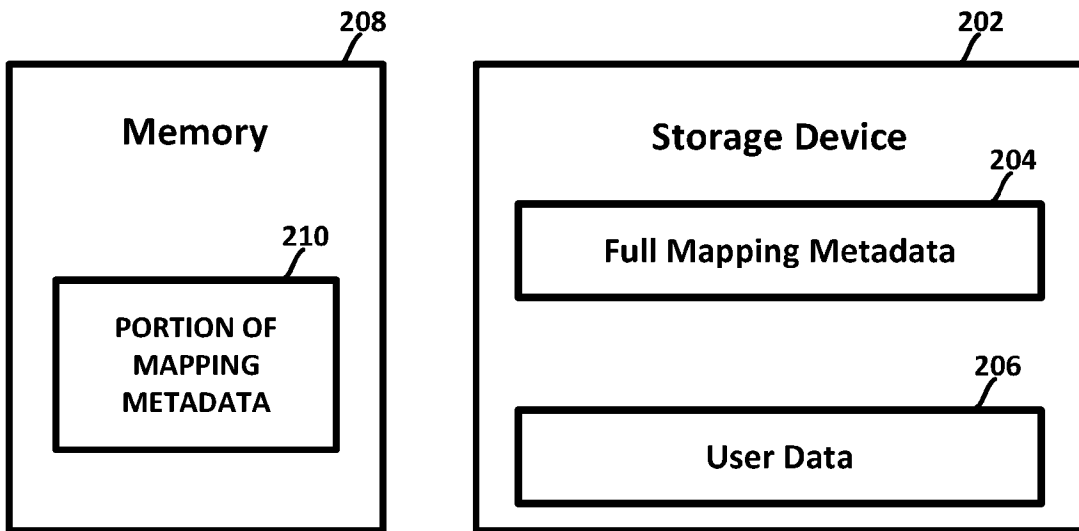 208
Memory
210
PORTION OF
MAPPING
METADATA
202
Storage Device
204
Full Mapping Metadata
206
User Data